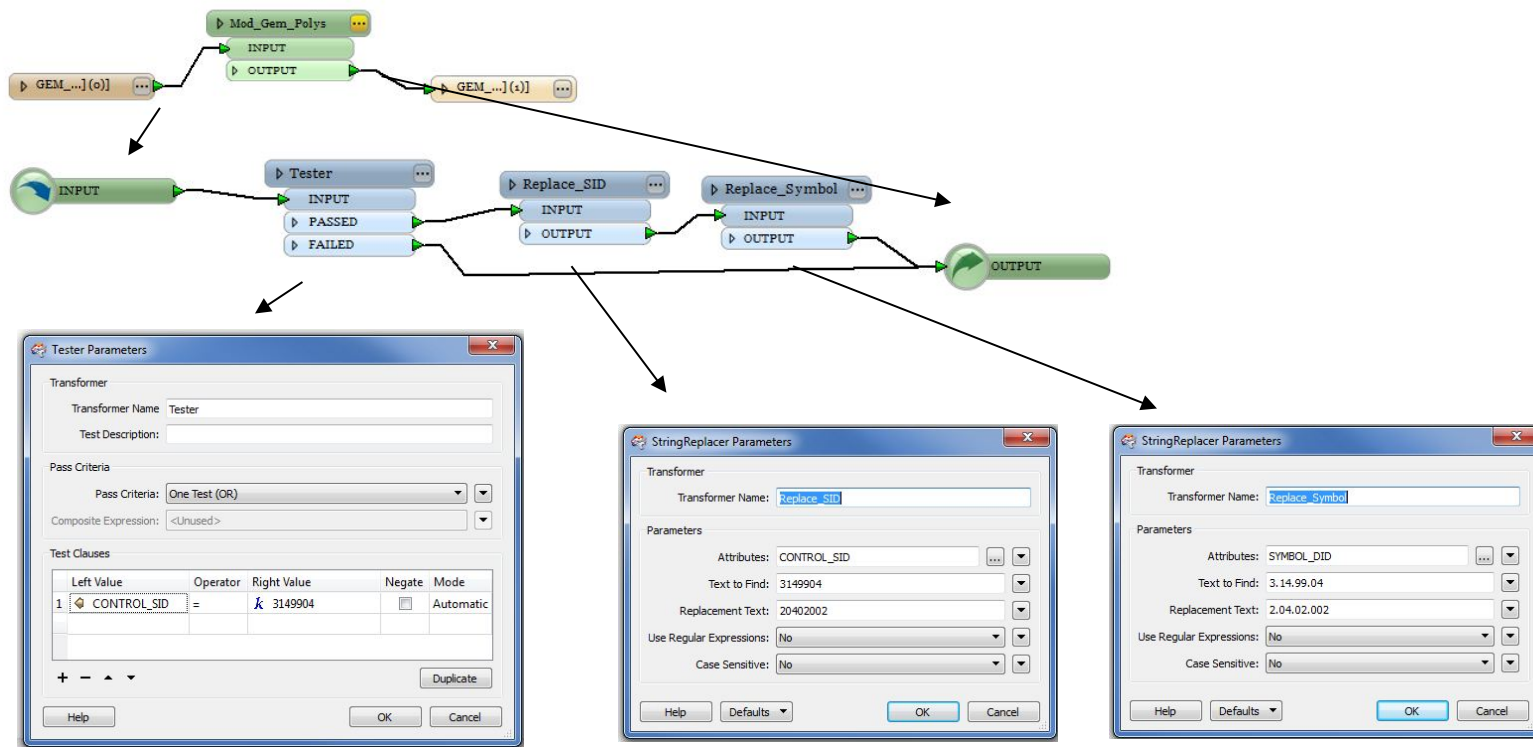 Mod_Gem_Polys
INPUT
OUTPUT
GEM_...](0)]
GEM_...](1)]
INPUT
Tester
INPUT
PASSED
FAILED
Replace_SID
INPUT
OUTPUT
Replace_Symbol
INPUT
OUTPUT
OUTPUT
Tester Parameters
Transformer
Transformer Name Tester
Test Description:
Pass Criteria
Pass Criteria: One Test (OR)
Composite Expression: <Unused>
Test Clauses
Left Value Operator Right Value Negate Mode
1 CONTROL_SID = k 3149904 Automatic
Duplicate
Help OK Cancel
StringReplacer Parameters
Transformer
Transformer Name: Replace_SID
Parameters
Attributes: CONTROL_SID ...
Text to Find: 3149904
Replacement Text: 20402002
Use Regular Expressions: No
Case Sensitive: No
Help Defaults OK Cancel
StringReplacer Parameters
Transformer
Transformer Name: Replace_Symbol
Parameters
Attributes: SYMBOL_DID ...
Text to Find: 3.14.99.04
Replacement Text: 2.04.02.002
Use Regular Expressions: No
Case Sensitive: No
Help Defaults OK Cancel